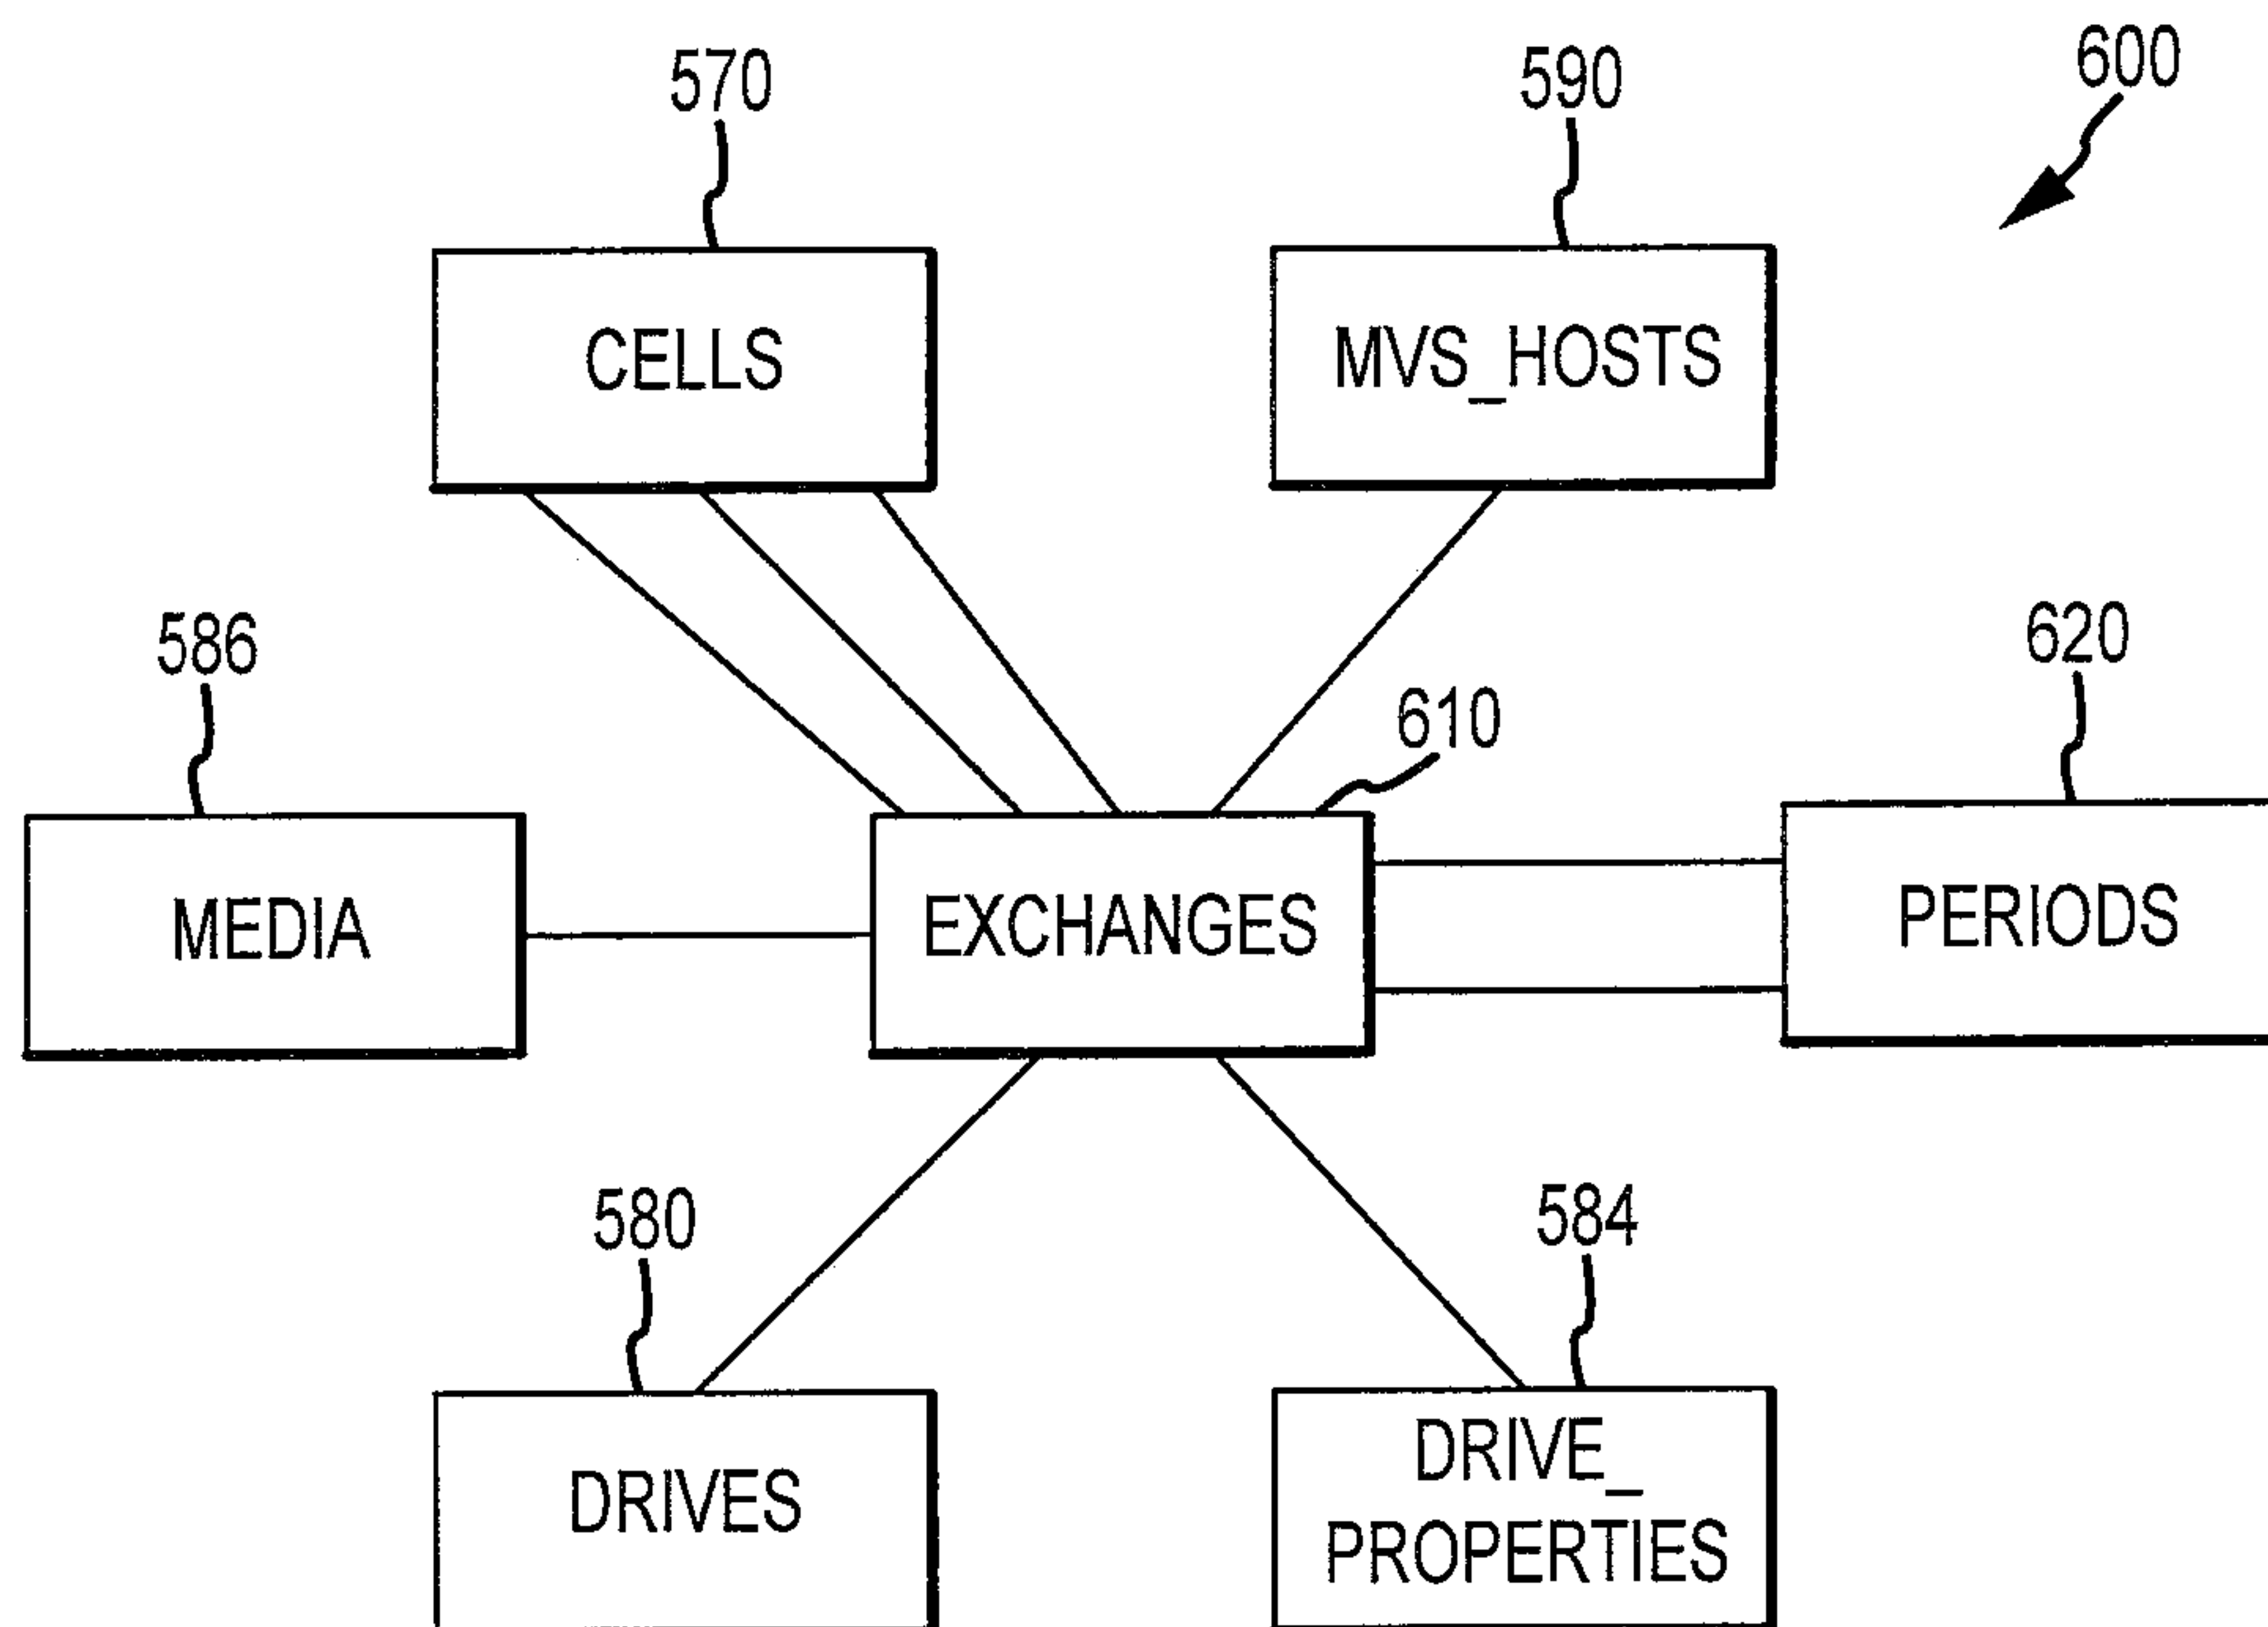 570
590
600
CELLS
MVS_HOSTS
586
610
620
MEDIA
EXCHANGES
PERIODS
580
584
DRIVES
DRIVE_
PROPERTIES